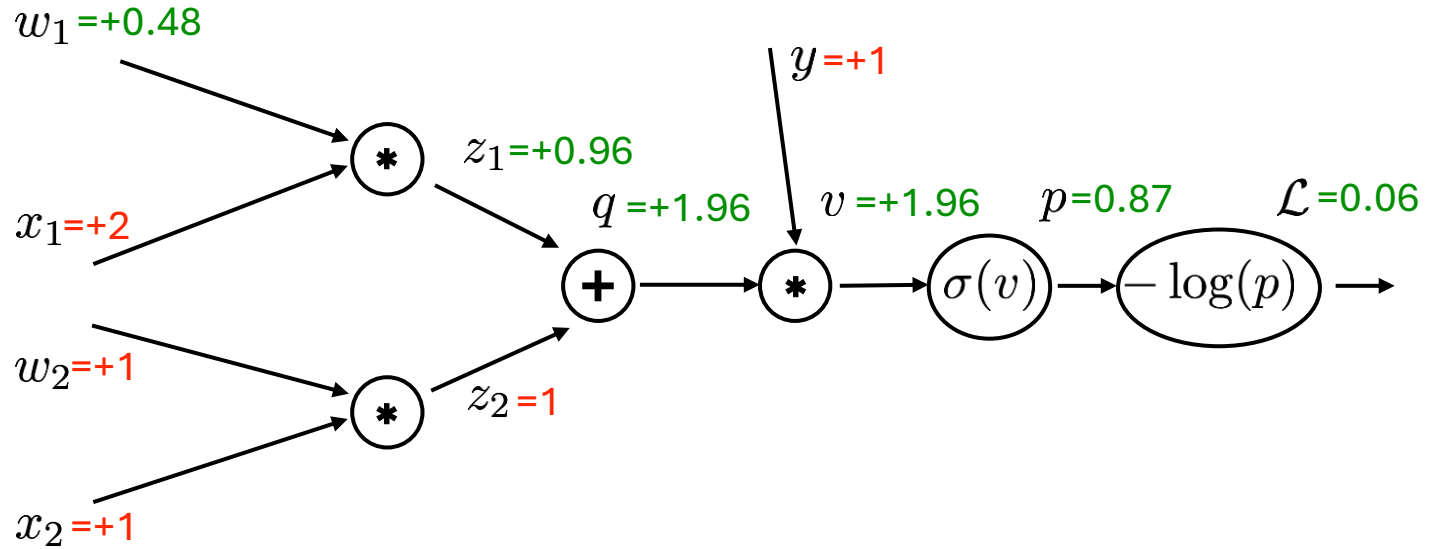 w₁=+0.48
y=+1
*
z₁=+0.96
x₁=+2
q =+1.96
v =+1.96
p=0.87
ℒ=0.06
+
*
σ(v)
− log(p)
w₂=+1
*
z₂=1
x₂=+1